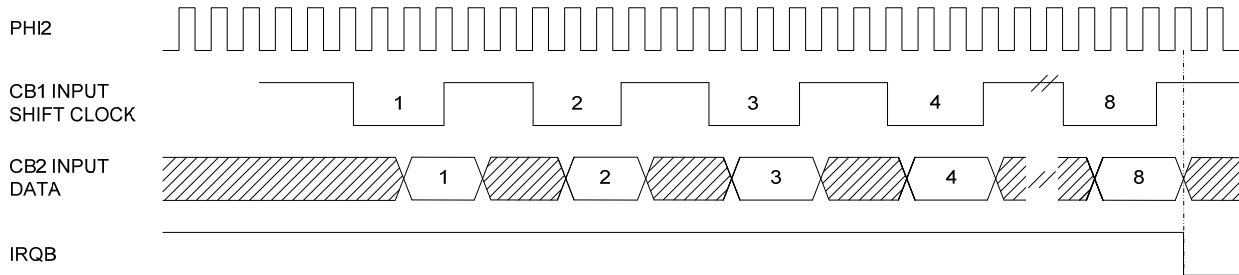 PHI2
CB1 INPUT
SHIFT CLOCK
1 2 3 4 8
CB2 INPUT
DATA
1 2 3 4 8
IRQB